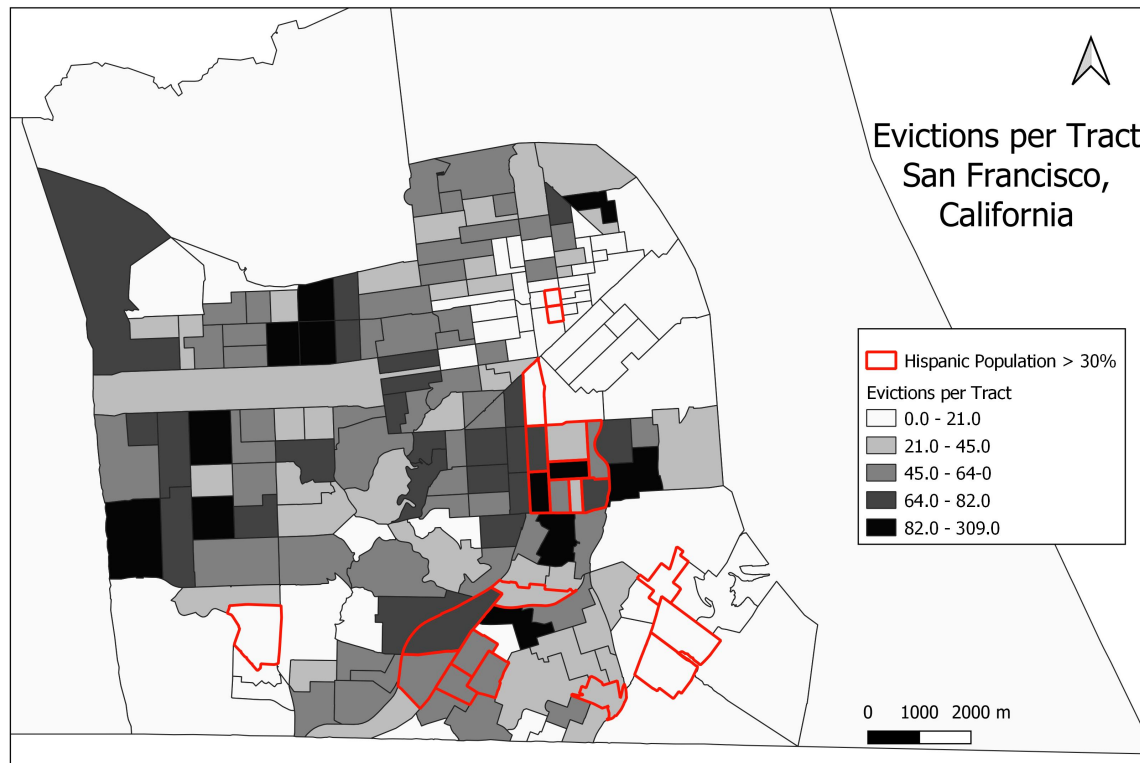 Evictions per Tract
San Francisco,
California
Hispanic Population > 30%
Evictions per Tract
0.0 - 21.0
21.0 - 45.0
45.0 - 64-0
64.0 - 82.0
82.0 - 309.0
0 1000 2000 m